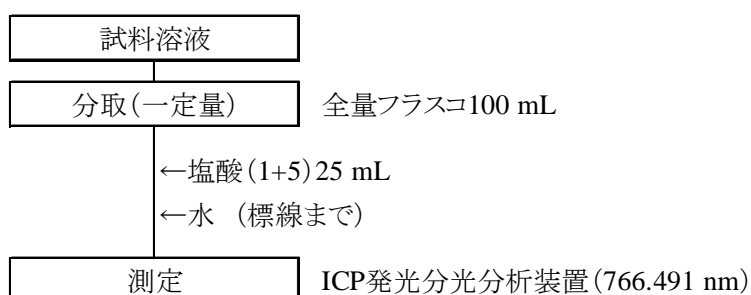 試料溶液
分取(一定量) 全量フラスコ100 mL
←塩酸(1+5)25 mL
←水 (標線まで)
測定 ICP発光分光分析装置(766.491 nm)